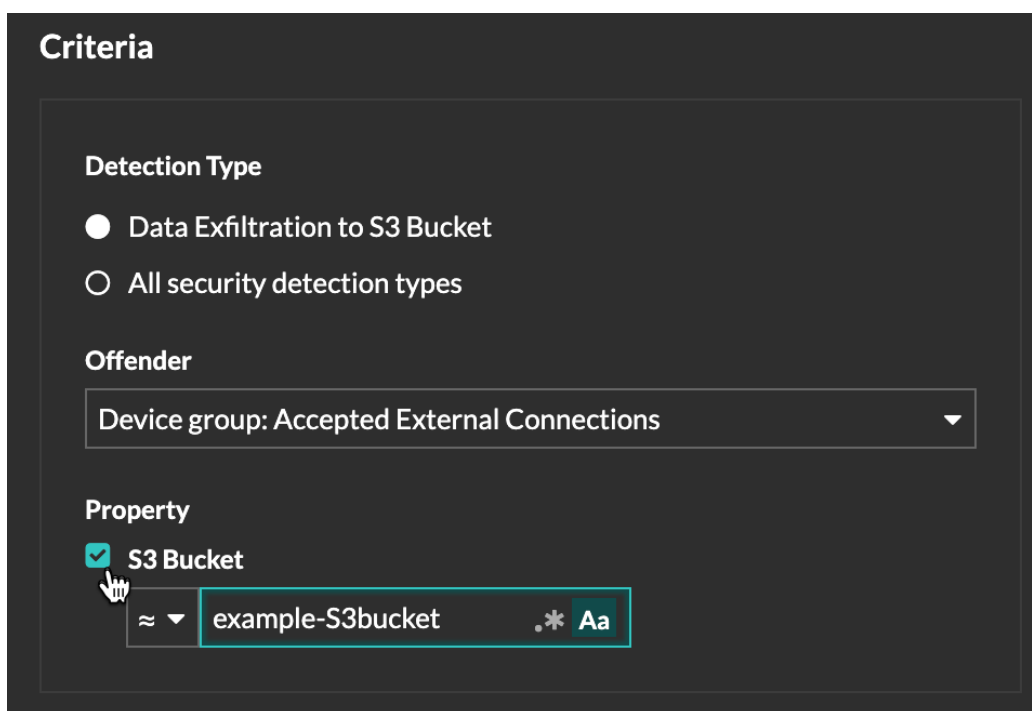 Criteria
Detection Type
Data Exfiltration to S3 Bucket
All security detection types
Offender
Device group: Accepted External Connections
Property
S3 Bucket
≈ example-S3bucket .* Aa